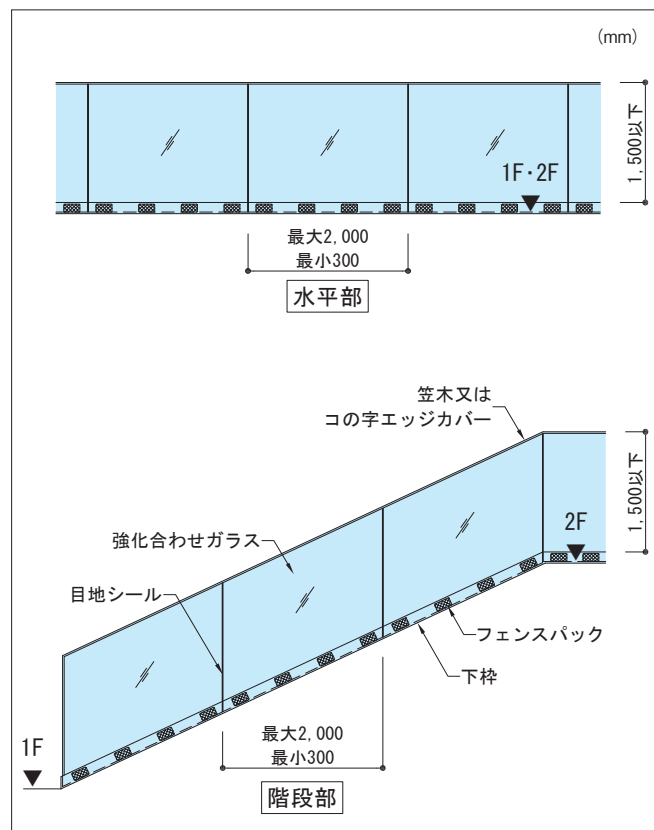 (mm)
1,500以下
1F・2F
最大2,000
最小300
水平部
笠木又は
コの字エッジカバー
1,500以下
2F
強化合わせガラス
目地シール
フェンスパック
下枠
1F
最大2,000
最小300
階段部